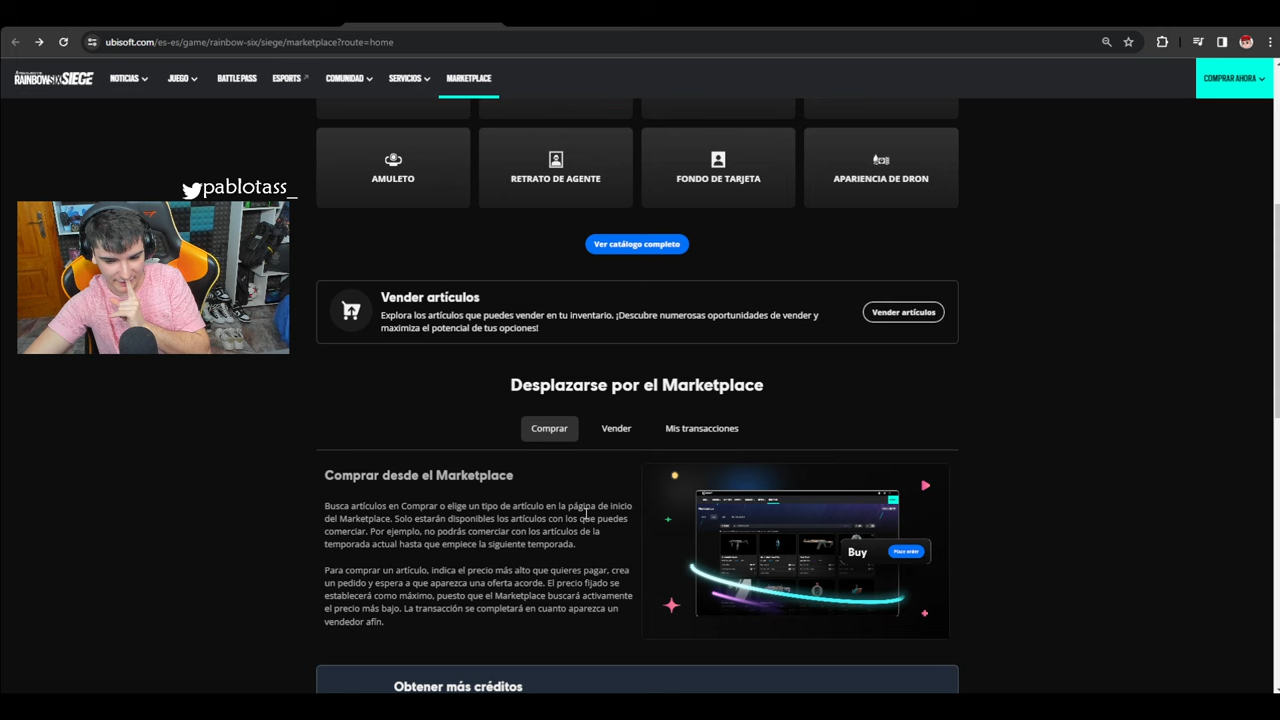 ubisoft.com/es-es/game/rainbow-six/siege/marketplace?route=home
RAINBOWSIX SIEGE
NOTICIAS
JUEGO
BATTLE PASS
ESPORTS
COMUNIDAD
SERVICIOS
MARKETPLACE
COMPRAR AHORA
AMULETO
RETRATO DE AGENTE
FONDO DE TARJETA
APARIENCIA DE DRON
pablotass_
Ver catálogo completo
Vender artículos
Explora los artículos que puedes vender en tu inventario. ¡Descubre numerosas oportunidades de vender y
maximiza el potencial de tus opciones!
Vender artículos
Desplazarse por el Marketplace
Comprar
Vender
Mis transacciones
Comprar desde el Marketplace
Busca artículos en Comprar o elige un tipo de artículo en la página de inicio
del Marketplace. Solo estarán disponibles los artículos con los que puedes
comerciar. Por ejemplo, no podrás comerciar con los artículos de la
temporada actual hasta que empiece la siguiente temporada.
Para comprar un artículo, indica el precio más alto que quieres pagar, crea
un pedido y espera a que aparezca una oferta acorde. El precio fijado se
establecerá como máximo, puesto que el Marketplace buscará activamente
el precio más bajo. La transacción se completará en cuanto aparezca un
vendedor afín.
Buy
Place order
Obtener más créditos